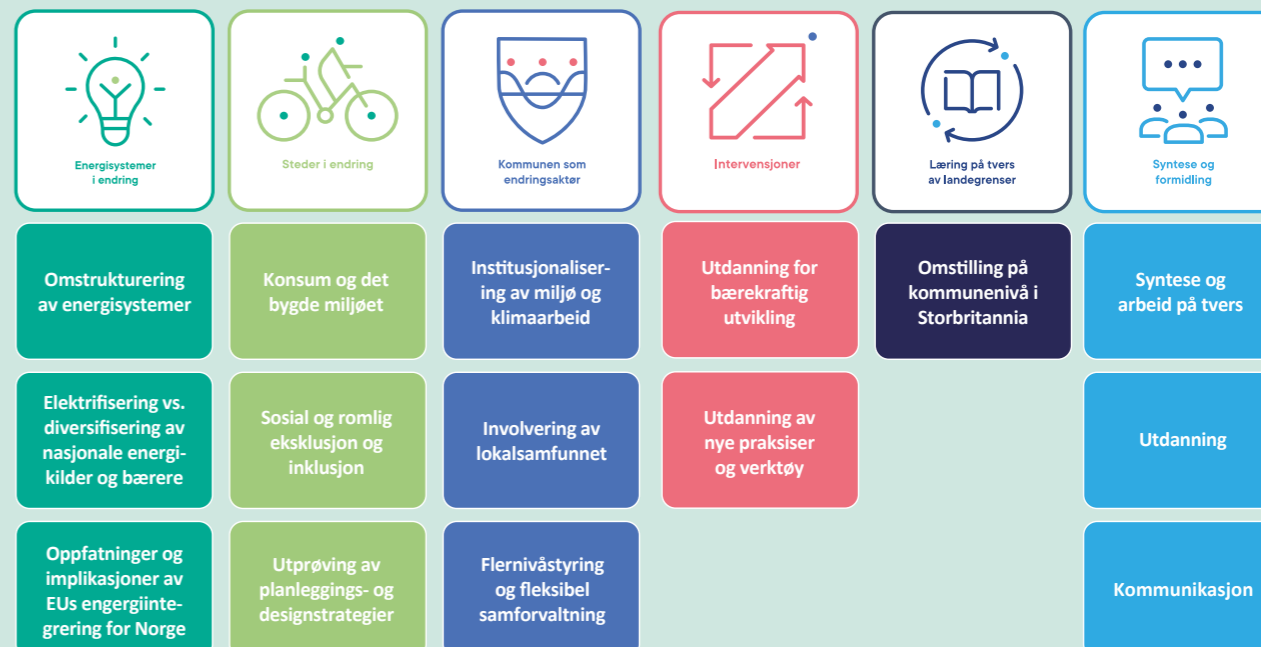 Energisystemer
i endring
Steder i endring
Kommunen som
endringsaktør
Intervensjoner
Læring på tvers
av landegrenser
Syntese og
formidling
Omstrukturering
av energisystemer
Konsum og det
bygde miljøet
Institusjonaliser-
ing av miljø og
klimaarbeid
Utdanning for
bærekraftig
utvikling
Omstilling på
kommunenivå i
Storbritannia
Syntese og
arbeid på tvers
Elektrifisering vs.
diversifisering av
nasjonale energi-
kilder og bærere
Sosial og romlig
eksklusjon og
inklusjon
Involvering av
lokalsamfunnet
Utdanning av
nye praksiser
og verktøy
Utdanning
Oppfatninger og
implikasjoner av
EUs engergiinte-
grering for Norge
Utprøving av
planleggings- og
designstrategier
Flernivåstyring
og fleksibel
samforvaltning
Kommunikasjon